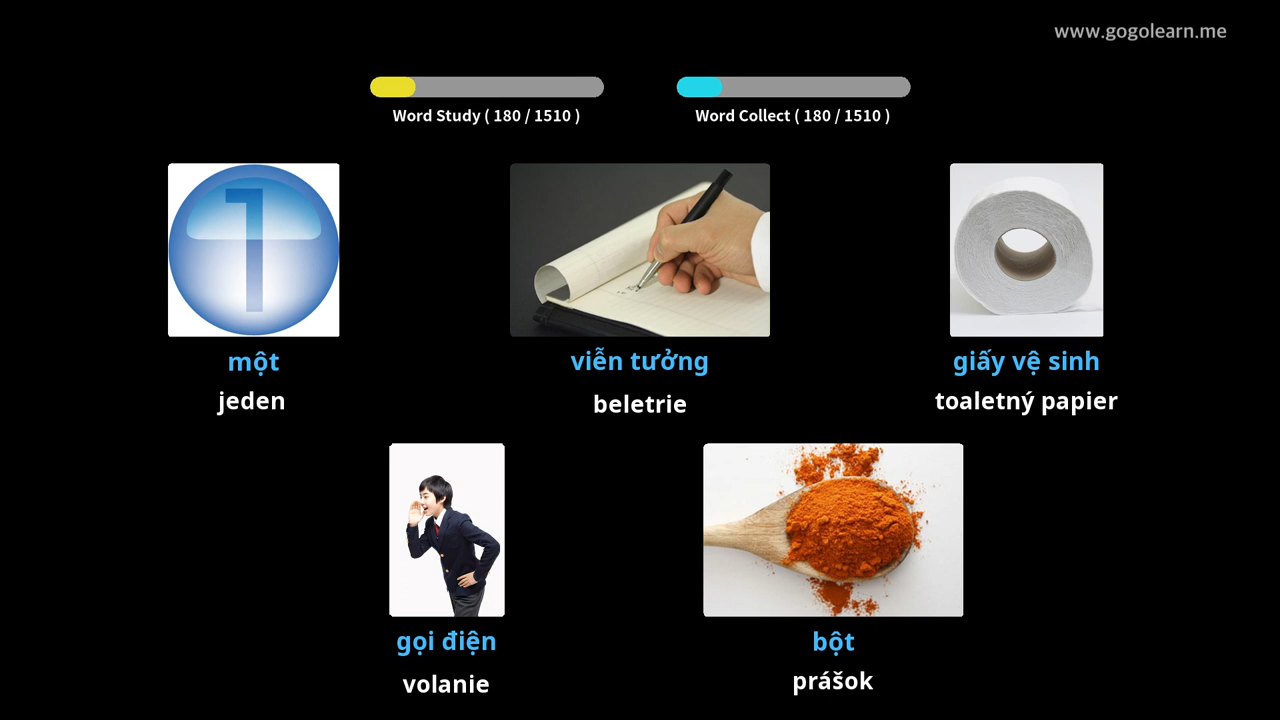 www.gogolearn.me
Word Study ( 180 / 1510 )
Word Collect ( 180 / 1510 )
1
một
viễn tưởng
giấy vệ sinh
jeden
beletrie
toaletný papier
gọi điện
bột
volanie
prášok